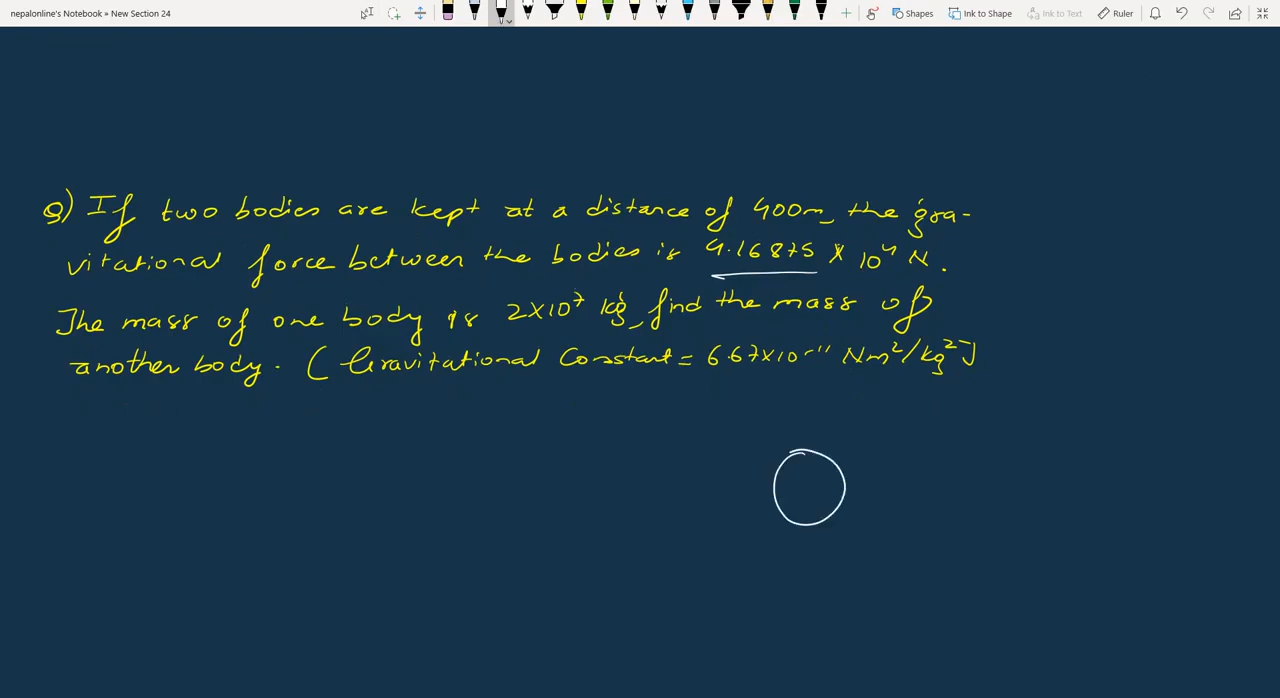 nepalonline's Notebook » New Section 24
Shapes Ink to Shape Ink to Text Ruler
Q) If two bodies are kept at a distance of 400m, the gra-
vitational force between the bodies is 4.16875 × 10⁴ N.
The mass of one body is 2×10⁷ kg, find the mass of
another body. (Gravitational Constant = 6.67×10⁻¹¹ Nm²/kg²)